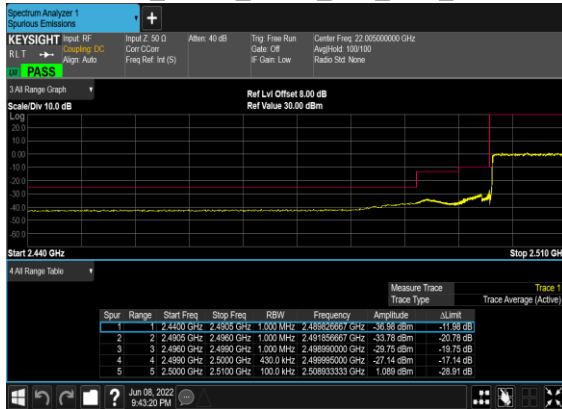 Spectrum Analyzer 1
Spurious Emissions
KEYSIGHT Input: RF Input Z: 50 Ω Atten: 40 dB Trig: Free Run Center Freq: 22.005000000 GHz
R L T Coupling: DC Corr CCorr Gate: Off Avg|Hold: 100/100
Align: Auto Freq Ref: Int (S) IF Gain: Low Radio Std: None
PASS
3 All Range Graph
Scale/Div 10.0 dB Ref Lvl Offset 8.00 dB
Ref Value 30.00 dBm
Log
20.0
10.0
0.00
-10.0
-20.0
-30.0
-40.0
-50.0
-60.0
Start 2.440 GHz Stop 2.510 GH
4 All Range Table
Measure Trace Trace 1
Trace Type Trace Average (Active)
Spur Range Start Freq Stop Freq RBW Frequency Amplitude ΔLimit
1 1 2.4400 GHz 2.4905 GHz 1.000 MHz 2.489826667 GHz -36.98 dBm -11.98 dB
2 2 2.4905 GHz 2.4960 GHz 1.000 MHz 2.491856667 GHz -33.78 dBm -20.78 dB
3 3 2.4960 GHz 2.4990 GHz 1.000 MHz 2.498990000 GHz -29.75 dBm -19.75 dB
4 4 2.4990 GHz 2.5000 GHz 430.0 kHz 2.499995000 GHz -27.14 dBm -17.14 dB
5 5 2.5000 GHz 2.5100 GHz 100.0 kHz 2.508933333 GHz 1.089 dBm -28.91 dB
? Jun 08, 2022
9:43:20 PM